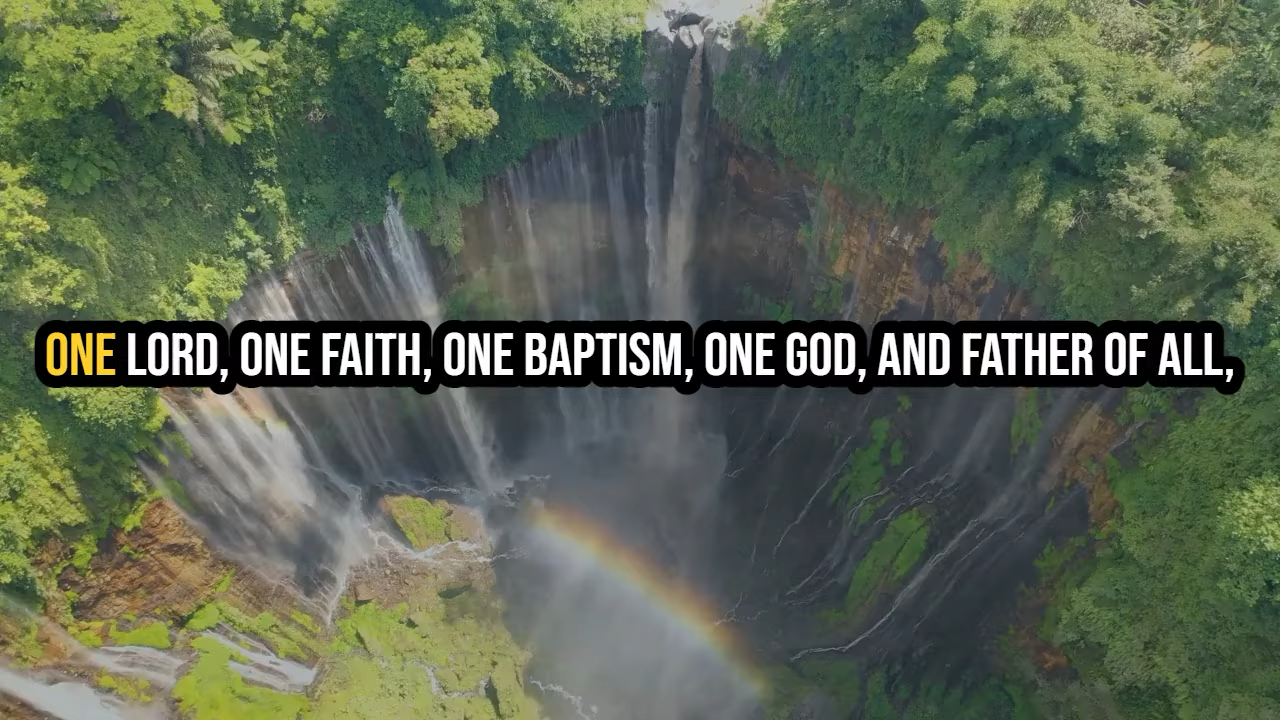 ONE LORD, ONE FAITH, ONE BAPTISM, ONE GOD, AND FATHER OF ALL,